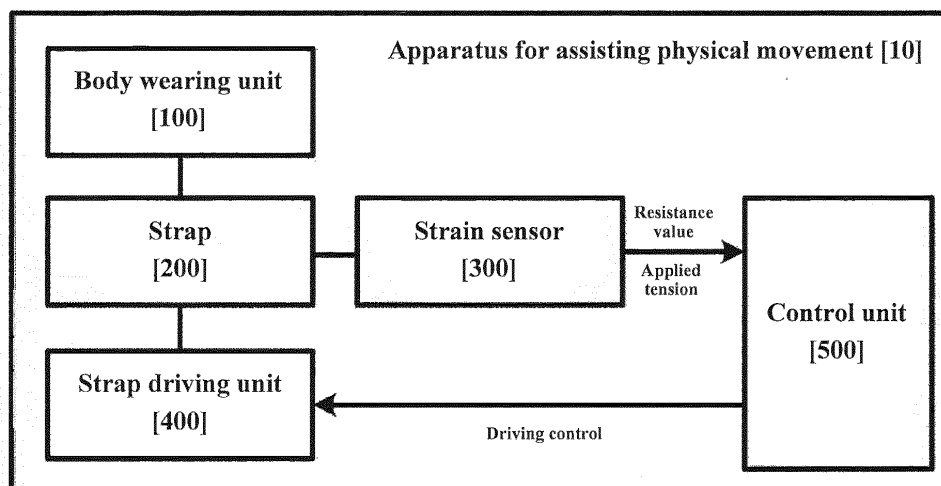 Apparatus for assisting physical movement [10]
Body wearing unit
[100]
Strap
[200]
Strain sensor
[300]
Resistance
value
Applied
tension
Control unit
[500]
Strap driving unit
[400]
Driving control